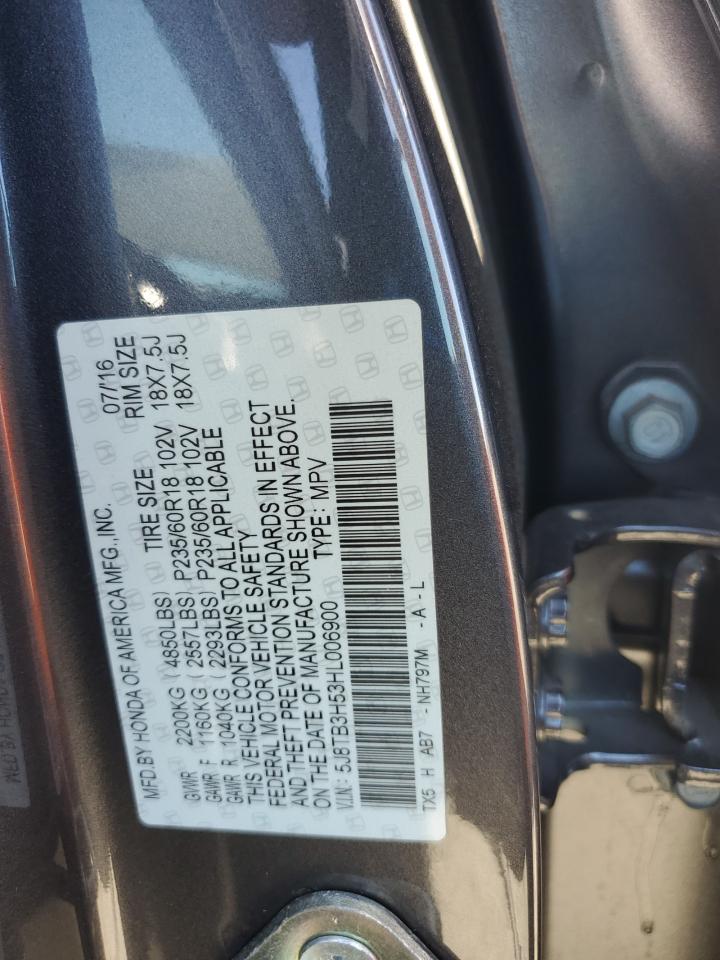 MFD.BY HONDA OF AMERICA MFG.,INC. 07/'16
TIRE SIZE RIM SIZE
GVWR 2200KG ( 4850LBS)
GAWR F 1160KG ( 2557LBS) P235/60R18 102V 18X7.5J
GAWR R 1040KG ( 2293LBS) P235/60R18 102V 18X7.5J
THIS VEHICLE CONFORMS TO ALL APPLICABLE
FEDERAL MOTOR VEHICLE SAFETY
AND THEFT PREVENTION STANDARDS IN EFFECT
ON THE DATE OF MANUFACTURE SHOWN ABOVE.
V.I.N.: 5J8TB3H53HL006900 TYPE: MPV
TX5 H AB7 - NH797M - A - L